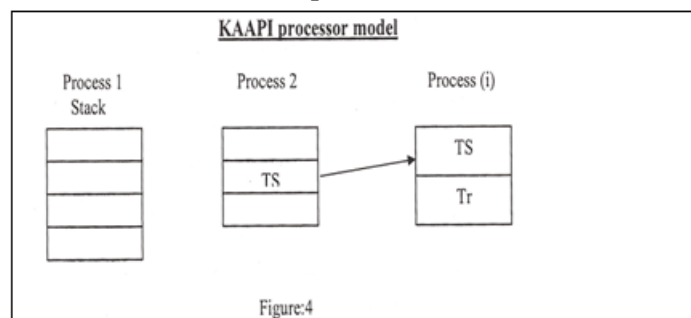 KAAPI processor model
Process 1
Stack
Process 2
Process (i)
TS
TS
Tr
Figure:4